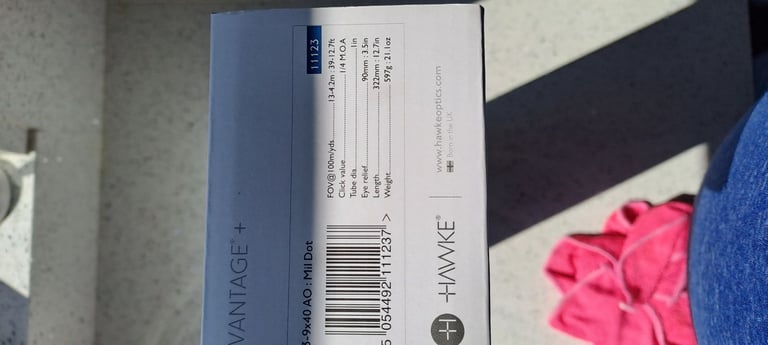 VANTAGE® +
11123
3-9x40 AO : Mil Dot
FOV@100m/yds 13-4.2m : 39-12.7ft
Click value 1/4 M.O.A
Tube dia. 1in
Eye relief 90mm : 3.5in
Length 322mm : 12.7in
Weight 597g : 21.1oz
5 054492 111237 >
HAWKE®
www.hawkeoptics.com
Born in the UK